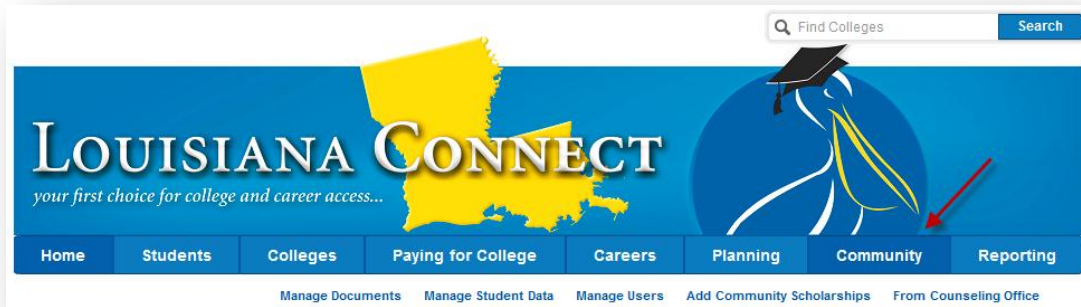 Find Colleges Search
LOUISIANA CONNECT
your first choice for college and career access...
Home Students Colleges Paying for College Careers Planning Community Reporting
Manage Documents Manage Student Data Manage Users Add Community Scholarships From Counseling Office